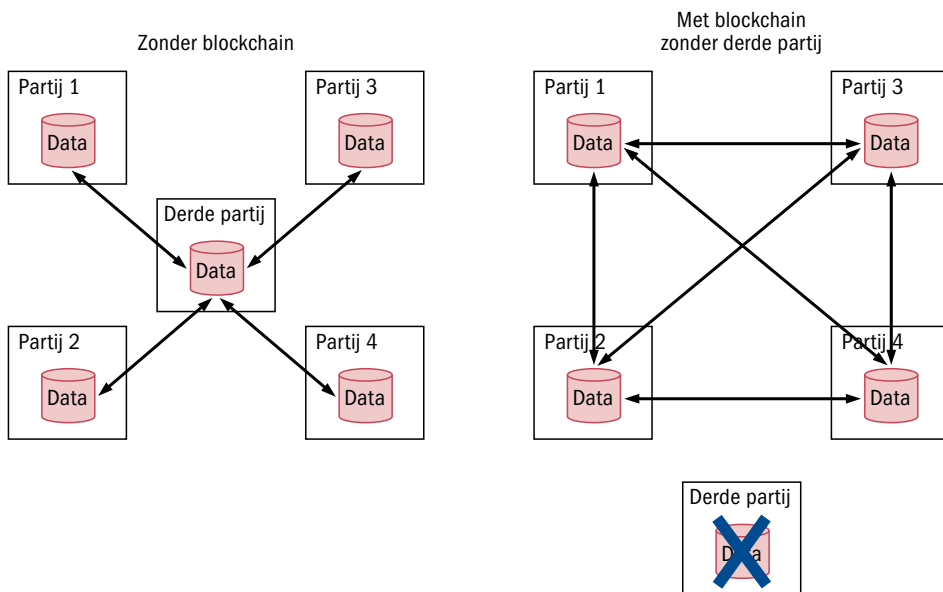 Zonder blockchain
Partij 1
Data
Partij 3
Data
Derde partij
Data
Partij 2
Data
Partij 4
Data
Met blockchain
zonder derde partij
Partij 1
Data
Partij 3
Data
Partij 2
Data
Partij 4
Data
Derde partij
Data